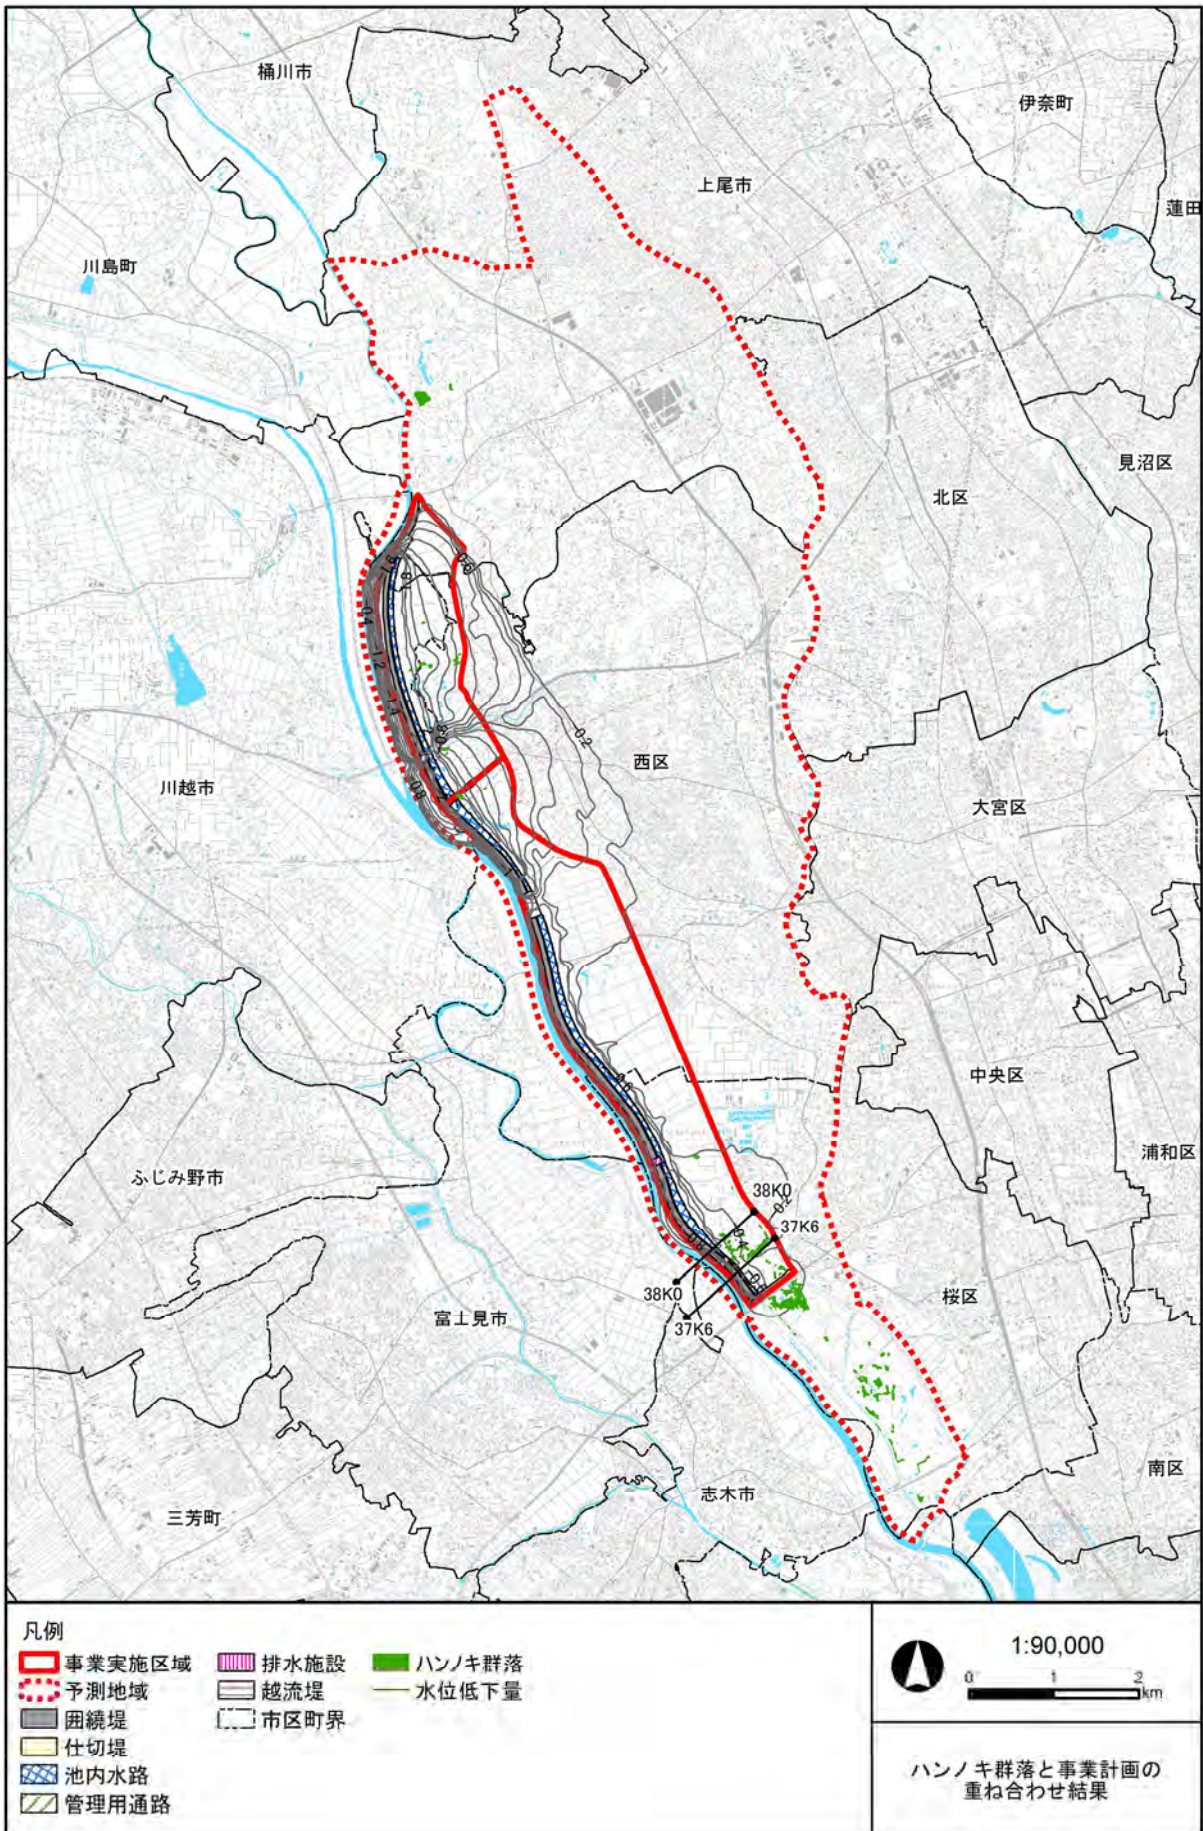 桶川市
伊奈町
上尾市
蓮田
川島町
見沼区
北区
西区
川越市
大宮区
中央区
浦和区
ふじみ野市
38K0
37K6
38K0
37K6
桜区
富士見市
南区
志木市
三芳町
-0.2
凡例
事業実施区域
排水施設
ハンノキ群落
予測地域
越流堤
水位低下量
囲繞堤
市区町界
仕切堤
池内水路
管理用通路
1:90,000
0 1 2
km
ハンノキ群落と事業計画の
重ね合わせ結果